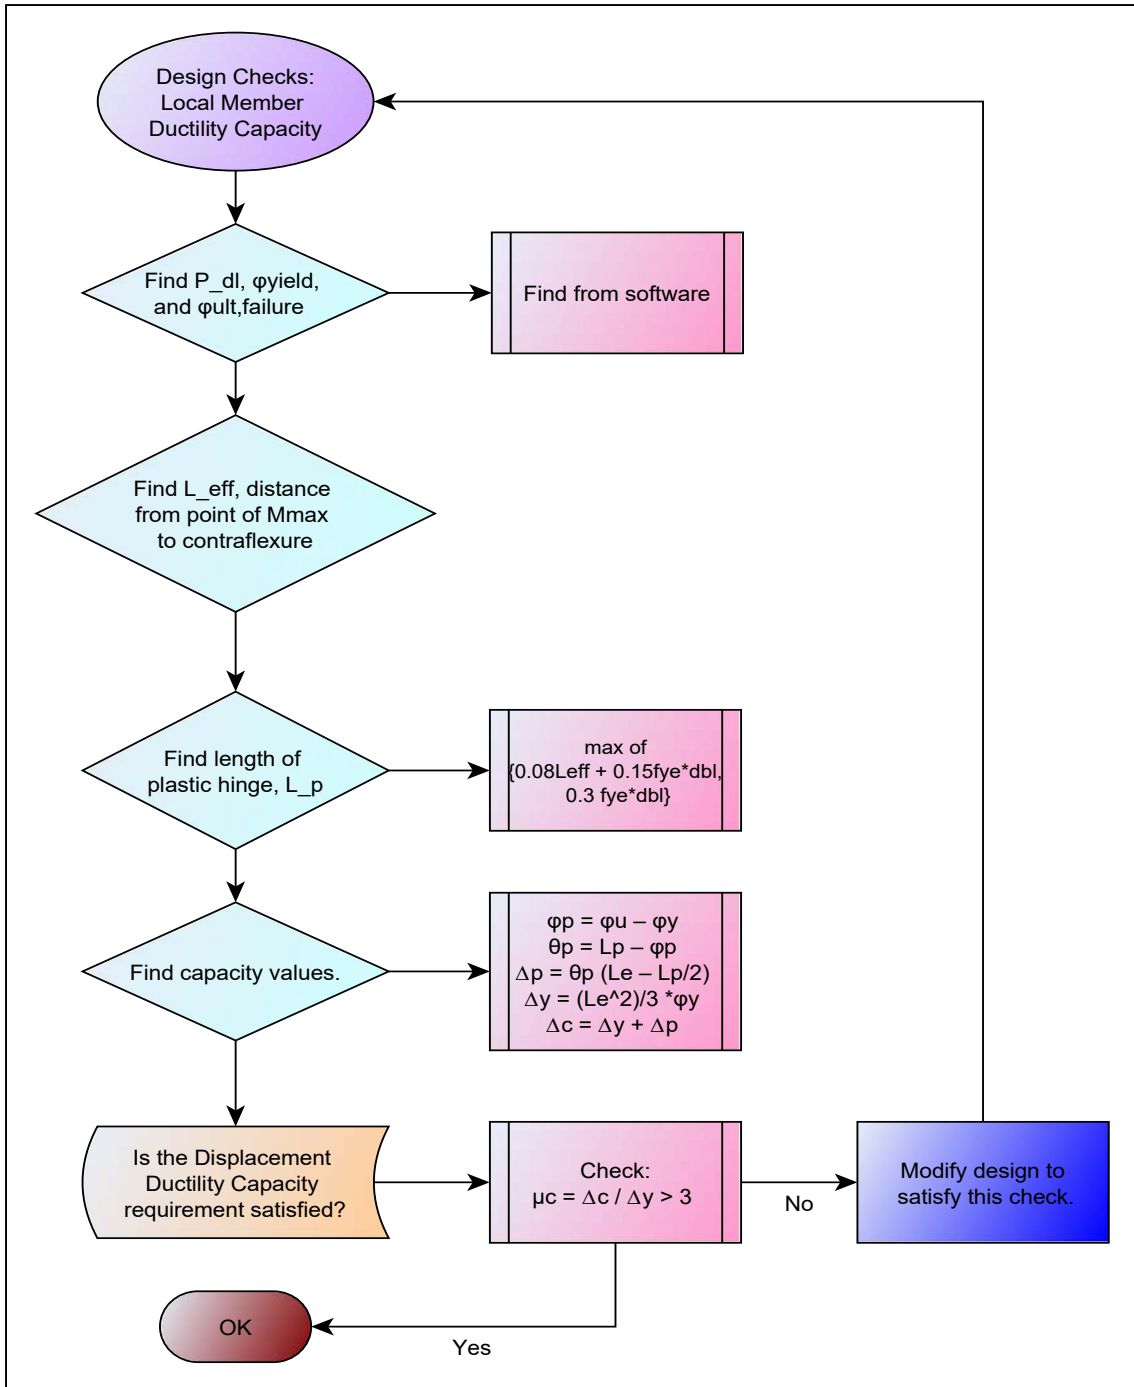 Design Checks:
Local Member
Ductility Capacity
Find P_dl, φyield,
and φult,failure
Find from software
Find L_eff, distance
from point of Mmax
to contraflexure
Find length of
plastic hinge, L_p
max of
{0.08Leff + 0.15fye*dbl,
0.3 fye*dbl}
Find capacity values.
φp = φu – φy
θp = Lp – φp
Δp = θp (Le – Lp/2)
Δy = (Le^2)/3 *φy
Δc = Δy + Δp
Is the Displacement
Ductility Capacity
requirement satisfied?
Check:
μc = Δc / Δy > 3
No
Modify design to
satisfy this check.
OK
Yes